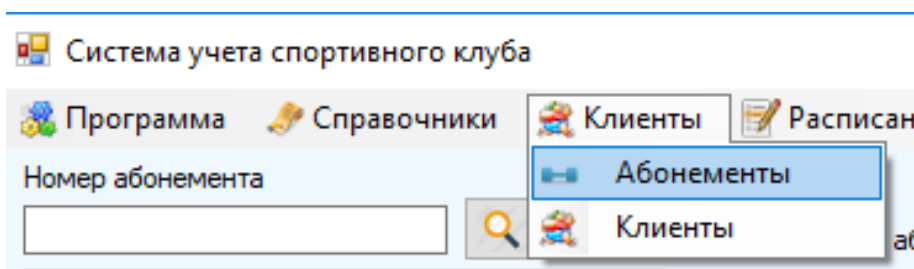 Система учета спортивного клуба
Программа Справочники Клиенты
Номер абонемента
Абонементы
Клиенты